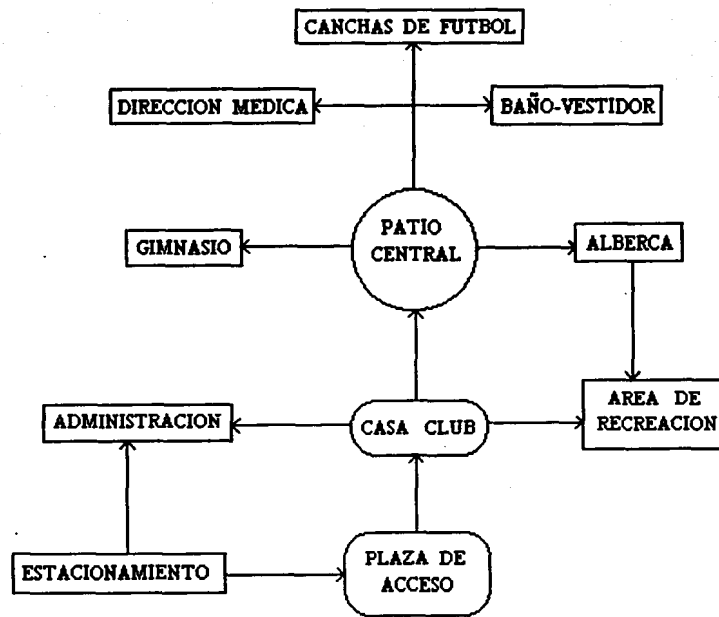 CANCHAS DE FUTBOL
DIRECCION MEDICA
BAÑO-VESTIDOR
PATIO
CENTRAL
GIMNASIO
ALBERCA
ADMINISTRACION
CASA CLUB
AREA DE
RECREACION
ESTACIONAMIENTO
PLAZA DE
ACCESO